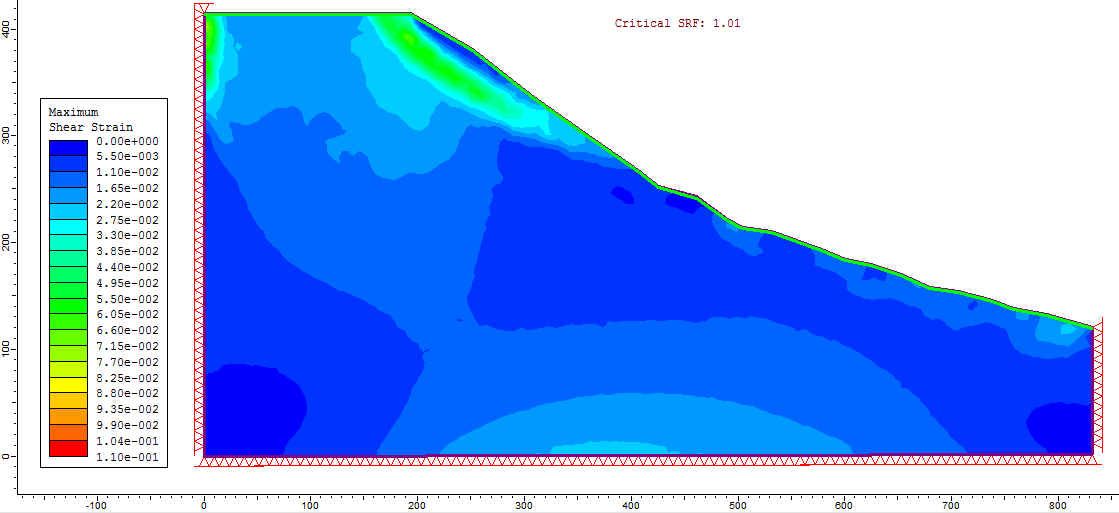 Critical SRF: 1.01
Maximum
Shear Strain
0.00e+000
5.50e-003
1.10e-002
1.65e-002
2.20e-002
2.75e-002
3.30e-002
3.85e-002
4.40e-002
4.95e-002
5.50e-002
6.05e-002
6.60e-002
7.15e-002
7.70e-002
8.25e-002
8.80e-002
9.35e-002
9.90e-002
1.04e-001
1.10e-001
400
300
200
100
0
-100 0 100 200 300 400 500 600 700 800